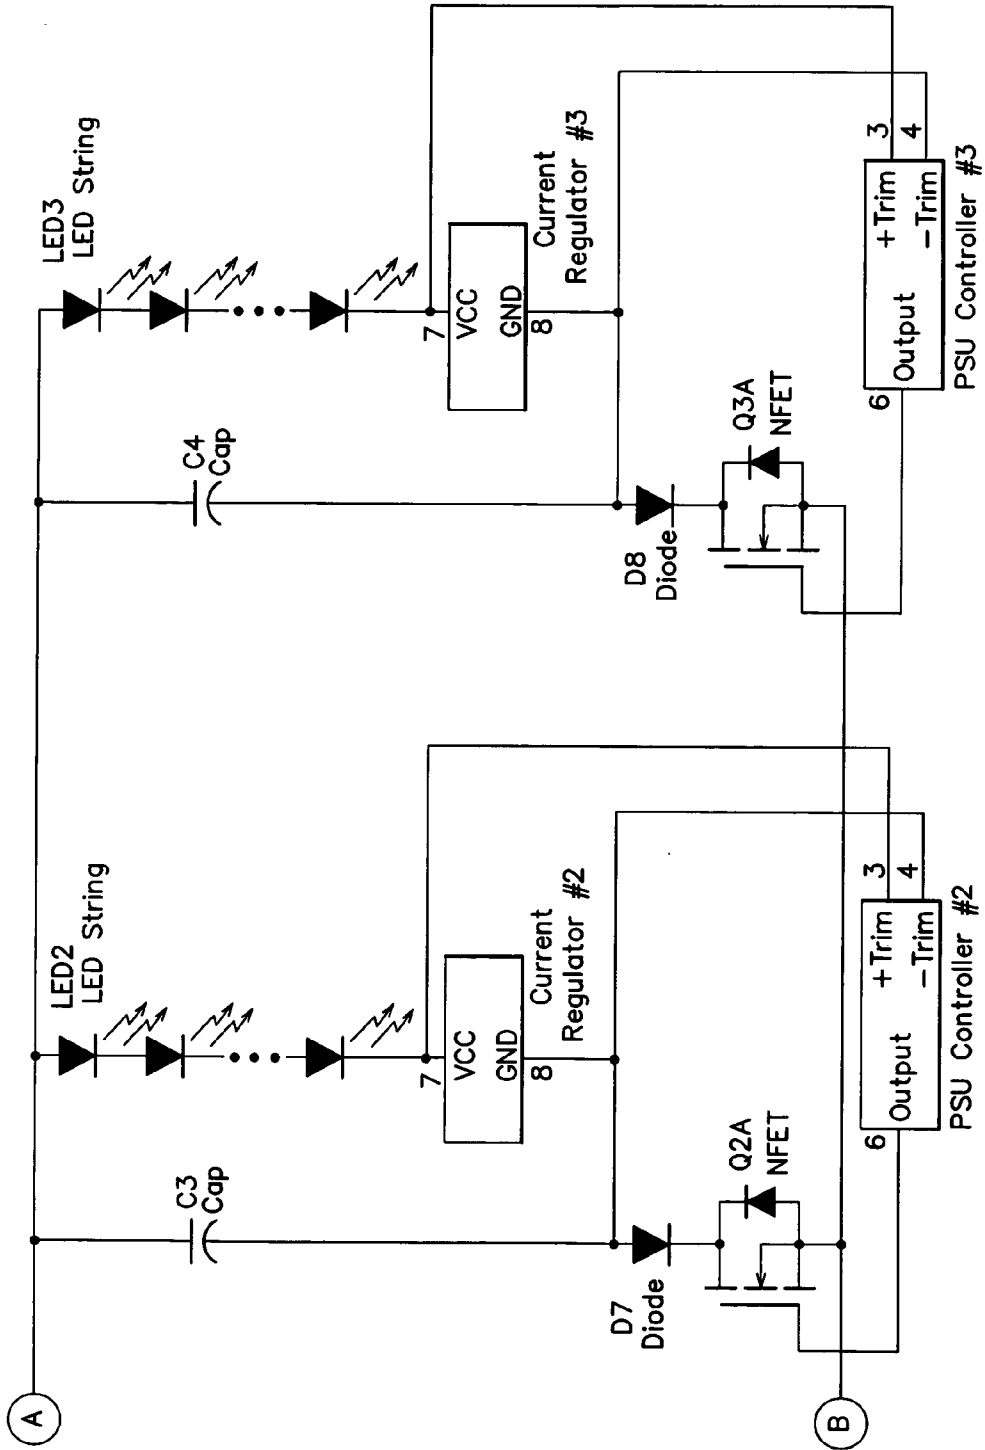 A
B
C3
Cap
LED2
LED String
7
VCC
GND
8
Current
Regulator #2
D7
Diode
Q2A
NFET
6
Output
+Trim
-Trim
3
4
PSU Controller #2
C4
Cap
LED3
LED String
7
VCC
GND
8
Current
Regulator #3
D8
Diode
Q3A
NFET
6
Output
+Trim
-Trim
3
4
PSU Controller #3